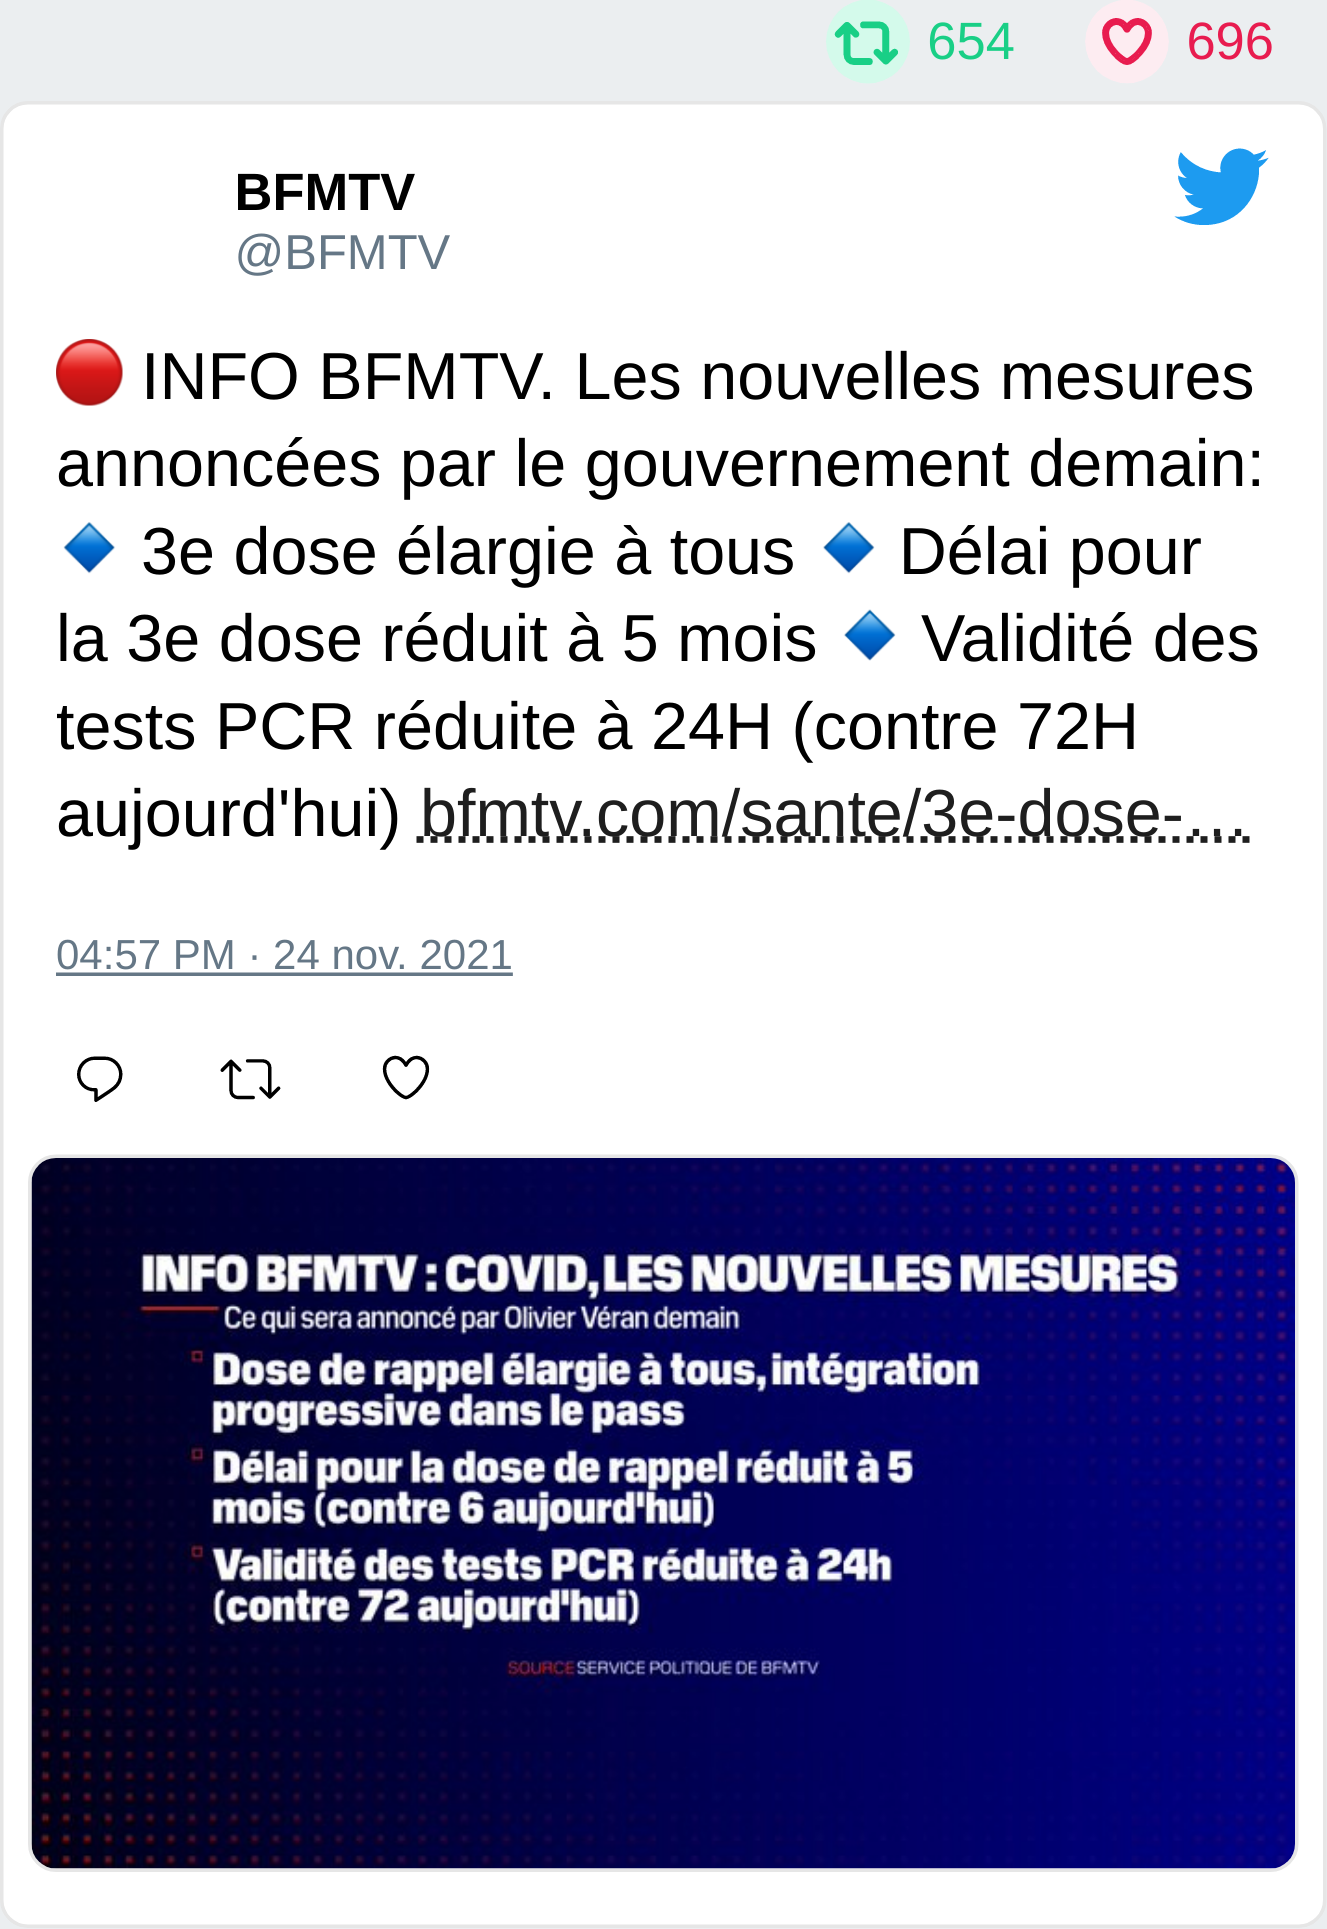 654 696
BFMTV
@BFMTV
🔴 INFO BFMTV. Les nouvelles mesures
annoncées par le gouvernement demain:
🔹 3e dose élargie à tous 🔹 Délai pour
la 3e dose réduit à 5 mois 🔹 Validité des
tests PCR réduite à 24H (contre 72H
aujourd'hui) bfmtv.com/sante/3e-dose-…
04:57 PM · 24 nov. 2021
INFO BFMTV : COVID, LES NOUVELLES MESURES
Ce qui sera annoncé par Olivier Véran demain
Dose de rappel élargie à tous, intégration
progressive dans le pass
Délai pour la dose de rappel réduit à 5
mois (contre 6 aujourd'hui)
Validité des tests PCR réduite à 24h
(contre 72 aujourd'hui)
SOURCE SERVICE POLITIQUE DE BFMTV